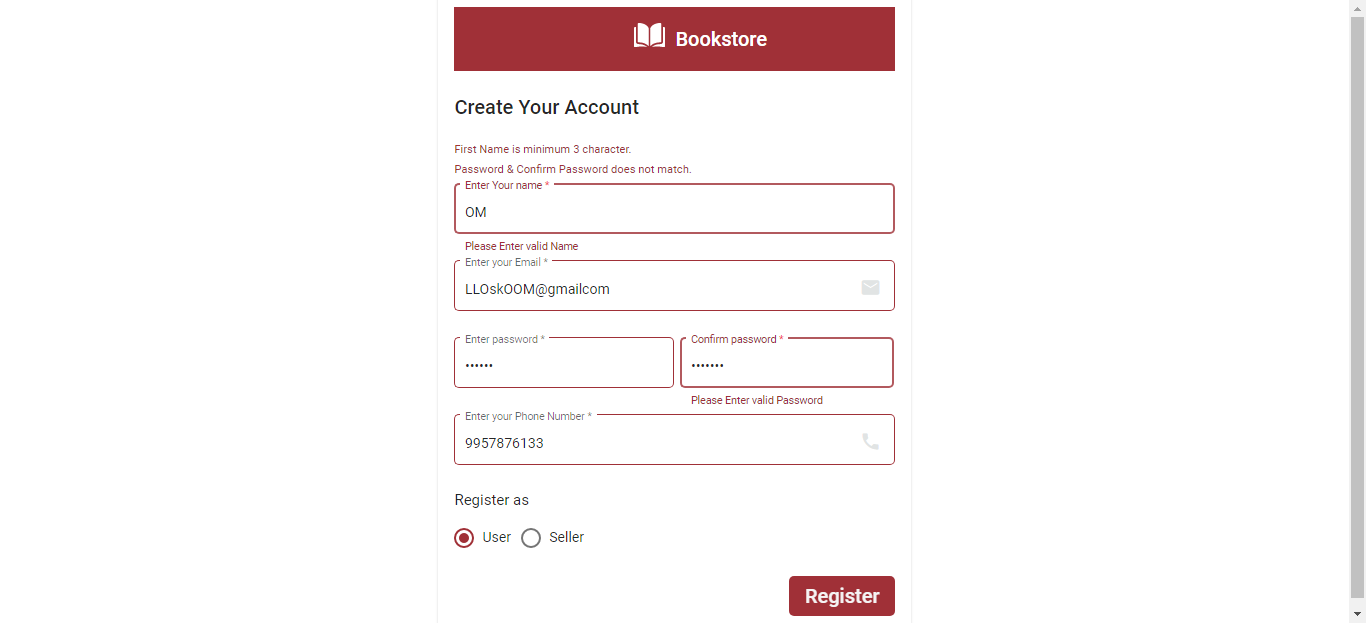 Bookstore
Create Your Account
First Name is minimum 3 character.
Password & Confirm Password does not match.
Enter Your name *
OM
Please Enter valid Name
Enter your Email *
LLOskOOM@gmailcom
Enter password * Confirm password *
•••••• •••••••
Please Enter valid Password
Enter your Phone Number *
9957876133
Register as
User Seller
Register